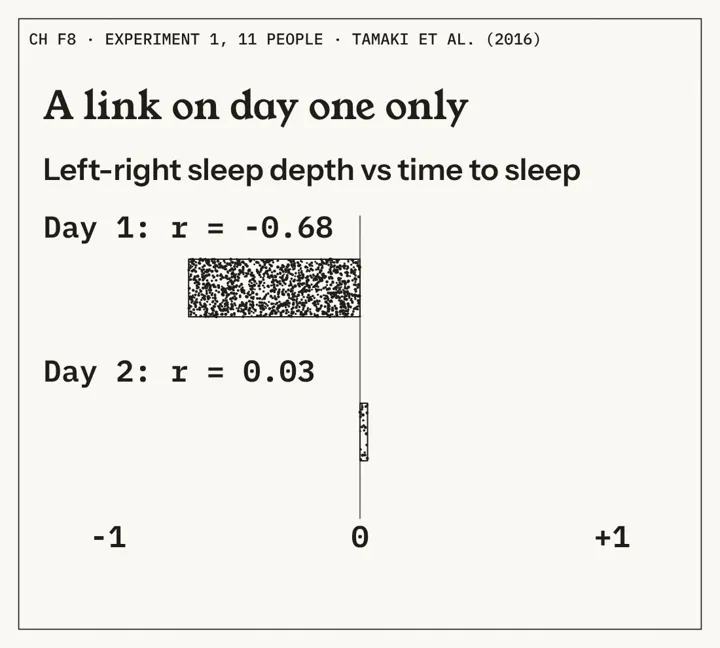 CH F8 · EXPERIMENT 1, 11 PEOPLE · TAMAKI ET AL. (2016)
A link on day one only
Left-right sleep depth vs time to sleep
Day 1: r = -0.68
Day 2: r = 0.03
-1 0 +1